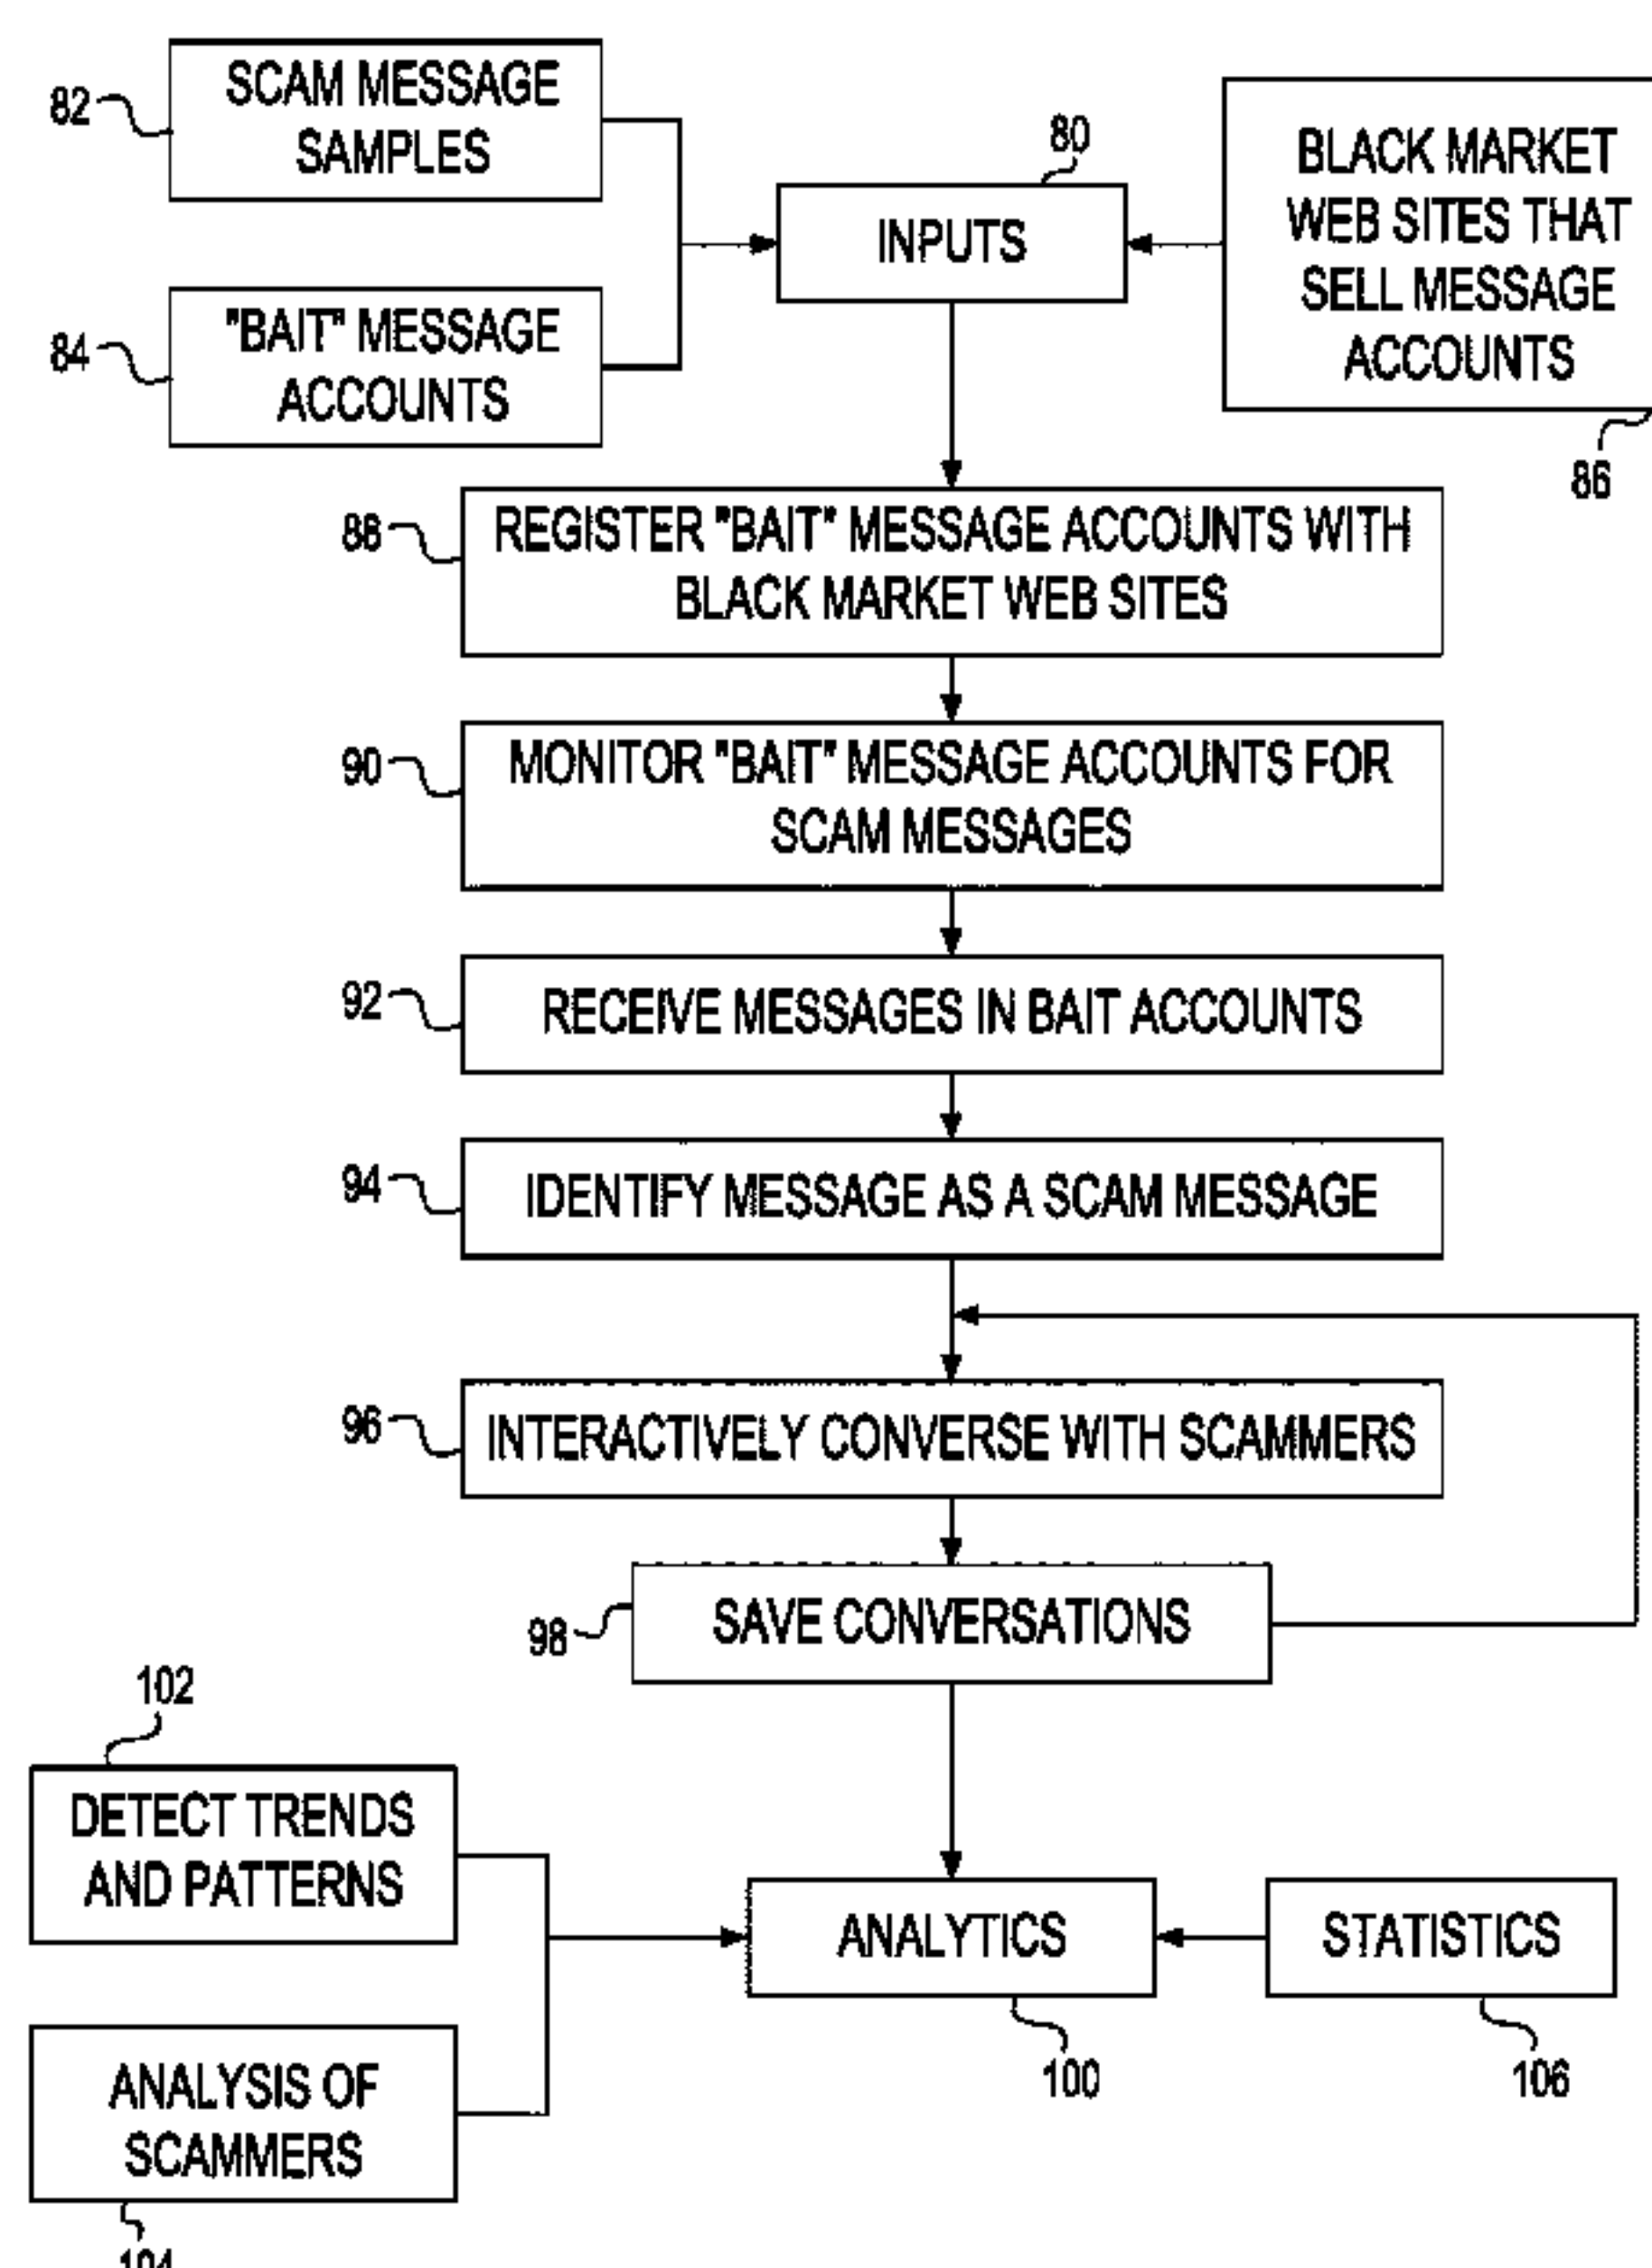 82
SCAM MESSAGE
SAMPLES
80
INPUTS
BLACK MARKET
WEB SITES THAT
SELL MESSAGE
ACCOUNTS
86
84
"BAIT" MESSAGE
ACCOUNTS
88
REGISTER "BAIT" MESSAGE ACCOUNTS WITH
BLACK MARKET WEB SITES
90
MONITOR "BAIT" MESSAGE ACCOUNTS FOR
SCAM MESSAGES
92
RECEIVE MESSAGES IN BAIT ACCOUNTS
94
IDENTIFY MESSAGE AS A SCAM MESSAGE
96
INTERACTIVELY CONVERSE WITH SCAMMERS
98
SAVE CONVERSATIONS
102
DETECT TRENDS
AND PATTERNS
ANALYTICS
100
STATISTICS
106
ANALYSIS OF
SCAMMERS
104